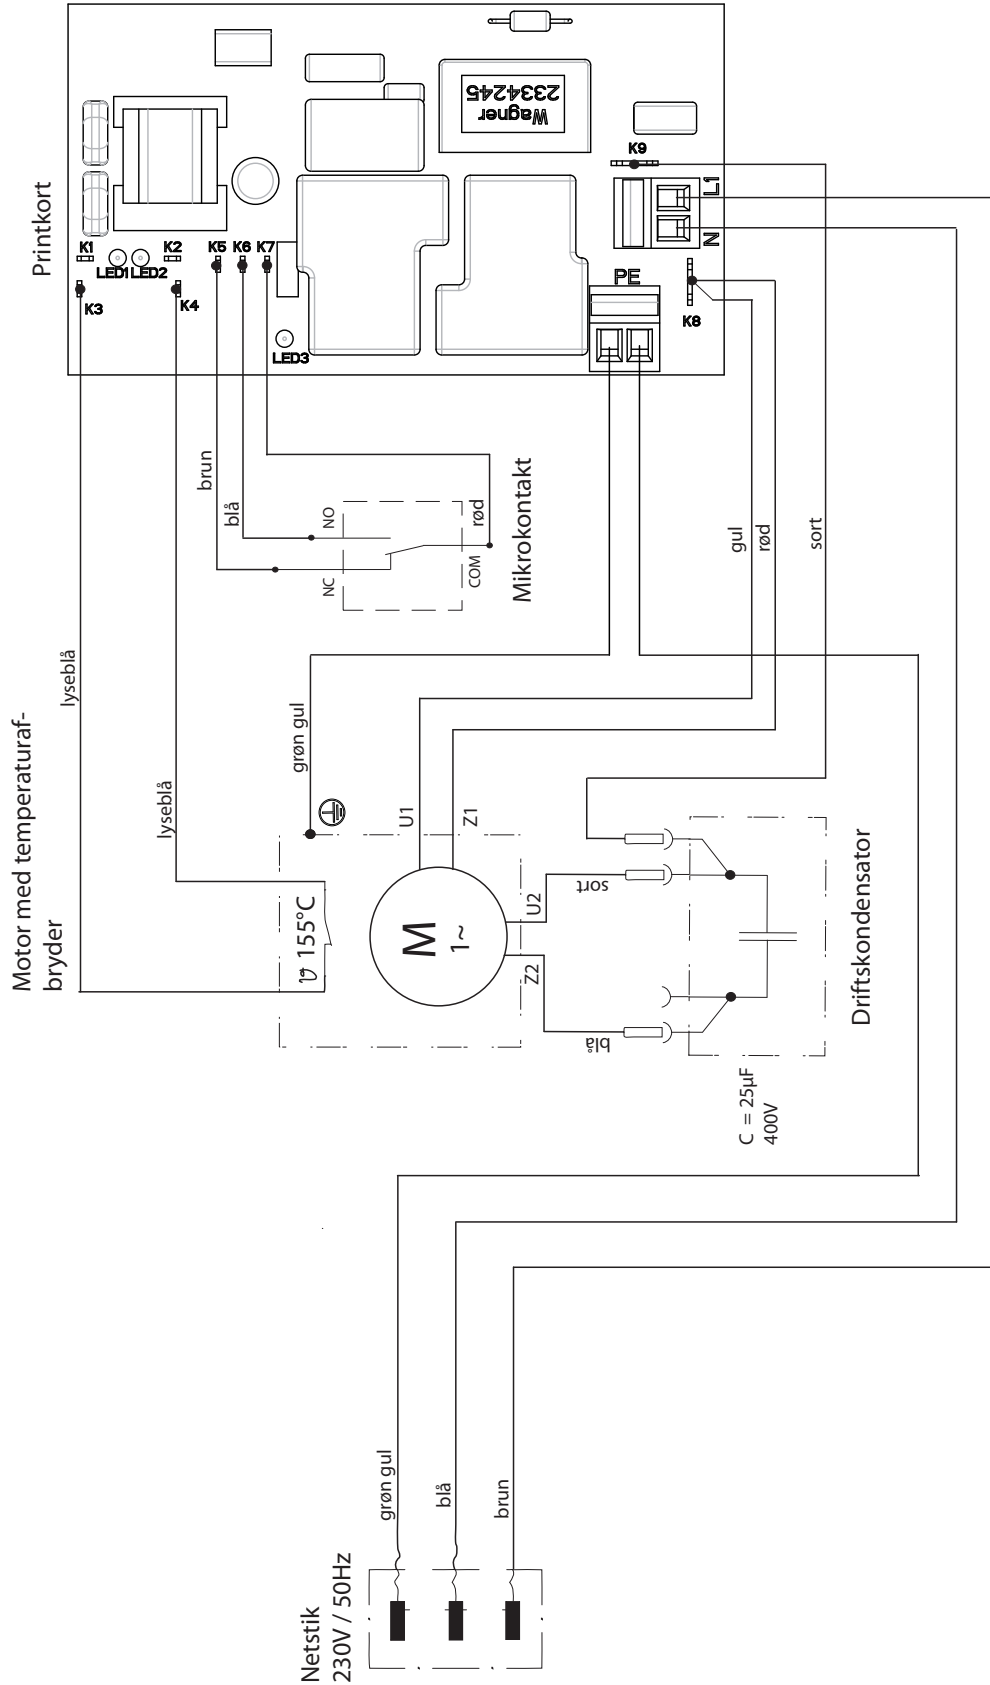 Printkort
K1
LED1
LED2
K2
K3
K4
K5
K6
K7
LED3
Wagner
2334245
K9
L1
N
PE
K8
brun
blå
NO
NC
rød
COM
Mikrokontakt
gul
rød
sort
lyseblå
lyseblå
Motor med temperaturaf-
bryder
grøn gul
U1
Z1
ϑ 155°C
M
1~
U2
Z2
sort
blå
Driftskondensator
C = 25µF
400V
grøn gul
blå
brun
Netstik
230V / 50Hz